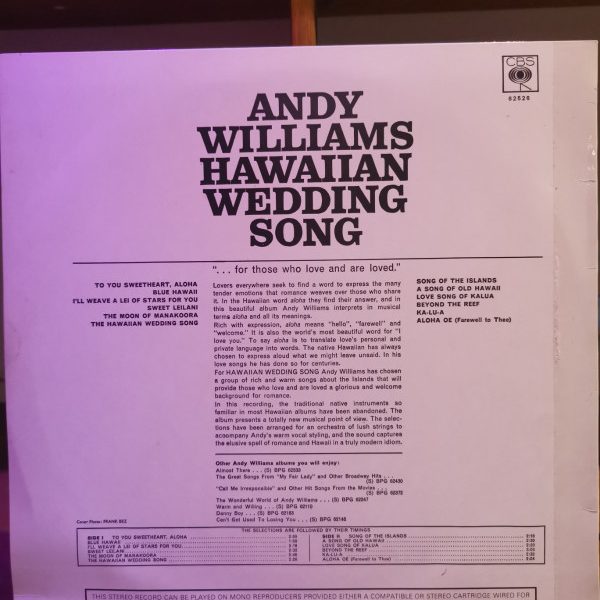 CBS
62526
ANDY
WILLIAMS
HAWAIIAN
WEDDING
SONG
“. . . for those who love and are loved.”
TO YOU SWEETHEART, ALOHA
BLUE HAWAII
I'LL WEAVE A LEI OF STARS FOR YOU
SWEET LEILANI
THE MOON OF MANAKOORA
THE HAWAIIAN WEDDING SONG
Lovers everywhere seek to find a word to express the many
tender emotions that romance weaves over those who share
it. In the Hawaiian word aloha they find their answer, and in
this beautiful album Andy Williams interprets in musical
terms aloha and all its meanings.
Rich with expression, aloha means “hello”, “farewell” and
“welcome.” It is also the world's most beautiful word for “I
love you.” To say aloha is to translate love's personal and
private language into words. The native Hawaiian has always
chosen to express aloud what we might leave unsaid. In his
love songs he has done so for centuries.
For HAWAIIAN WEDDING SONG Andy Williams has chosen
a group of rich and warm songs about the Islands that will
provide those who love and are loved a glorious and welcome
background for romance.
In this recording, the traditional native instruments so
familiar in most Hawaiian albums have been abandoned. The
album presents a totally new musical point of view. The
selections have been arranged for an orchestra of lush strings to
accompany Andy's warm vocal styling, and the sound captures
the elusive spell of romance and Hawaii in a truly modern idiom.
SONG OF THE ISLANDS
A SONG OF OLD HAWAII
LOVE SONG OF KALUA
BEYOND THE REEF
KA-LU-A
ALOHA OE (Farewell to Thee)
Other Andy Williams albums you will enjoy:
Almost There . . . (S) BPG 62533
The Great Songs From “My Fair Lady” and Other Broadway Hits . . .
(S) BPG 62430
“Call Me Irresponsible” and Other Hit Songs From the Movies . . .
(S) BPG
The Wonderful World of Andy Williams . . . (S) BPG
Warm and Willing . . . (S) BPG
Danny Boy . . . (S) BPG
Can't Get Used To Losing You . . . (S) BPG
Cover Photo: FRANK BEZ
THE SELECTIONS ARE FOLLOWED BY THEIR TIMINGS
SIDE I TO YOU SWEETHEART, ALOHA
BLUE HAWAII
I'LL WEAVE A LEI OF STARS FOR YOU
SWEET LEILANI
THE MOON OF MANAKOORA
THE HAWAIIAN WEDDING SONG
SIDE II SONG OF THE ISLANDS
A SONG OF OLD HAWAII
LOVE SONG OF KALUA
BEYOND THE REEF
KA-LU-A
ALOHA OE (Farewell to Thee)
THIS STEREO RECORD CAN BE PLAYED ON MONO REPRODUCERS PROVIDED EITHER A COMPATIBLE OR STEREO CARTRIDGE WIRED FOR